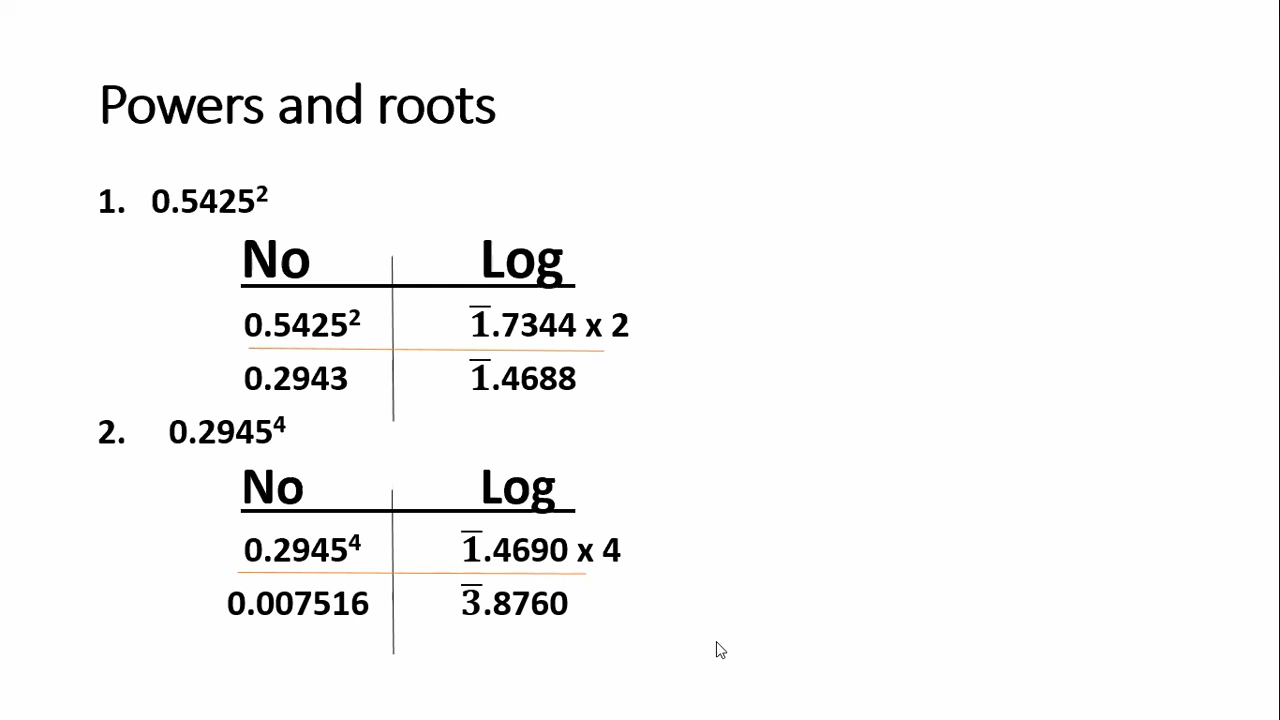 Powers and roots
1. 0.5425²
No Log
0.5425² 1̅.7344 x 2
0.2943 1̅.4688
2. 0.2945⁴
No Log
0.2945⁴ 1̅.4690 x 4
0.007516 3̅.8760